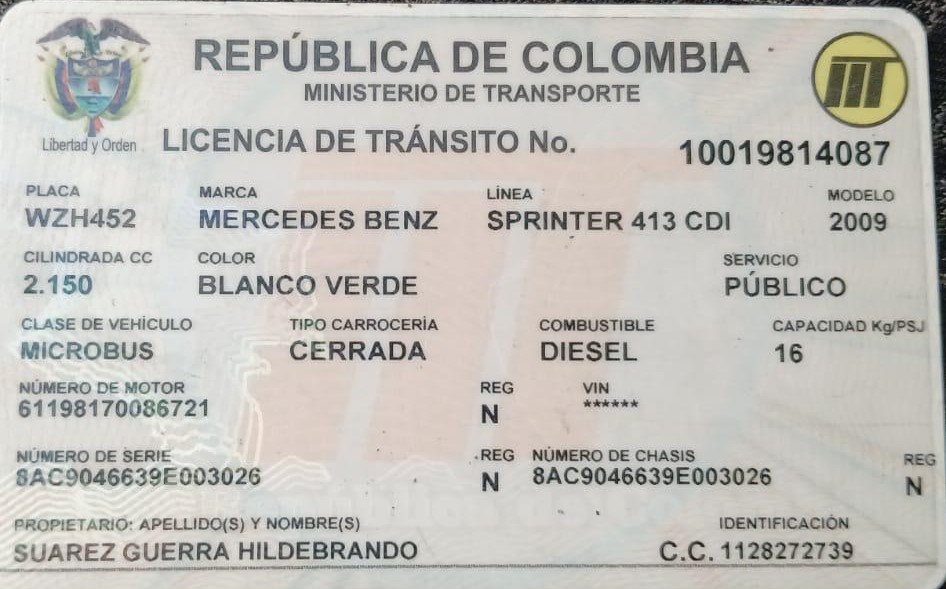 REPÚBLICA DE COLOMBIA
MINISTERIO DE TRANSPORTE
Libertad y Orden
LICENCIA DE TRÁNSITO No. 10019814087
PLACA MARCA LÍNEA MODELO
WZH452 MERCEDES BENZ SPRINTER 413 CDI 2009
CILINDRADA CC COLOR SERVICIO
2.150 BLANCO VERDE PÚBLICO
CLASE DE VEHÍCULO TIPO CARROCERÍA COMBUSTIBLE CAPACIDAD Kg/PSJ
MICROBUS CERRADA DIESEL 16
NÚMERO DE MOTOR REG VIN
61198170086721 N ******
NÚMERO DE SERIE REG NÚMERO DE CHASIS REG
8AC9046639E003026 N 8AC9046639E003026 N
PROPIETARIO: APELLIDO(S) Y NOMBRE(S) IDENTIFICACIÓN
SUAREZ GUERRA HILDEBRANDO C.C. 1128272739